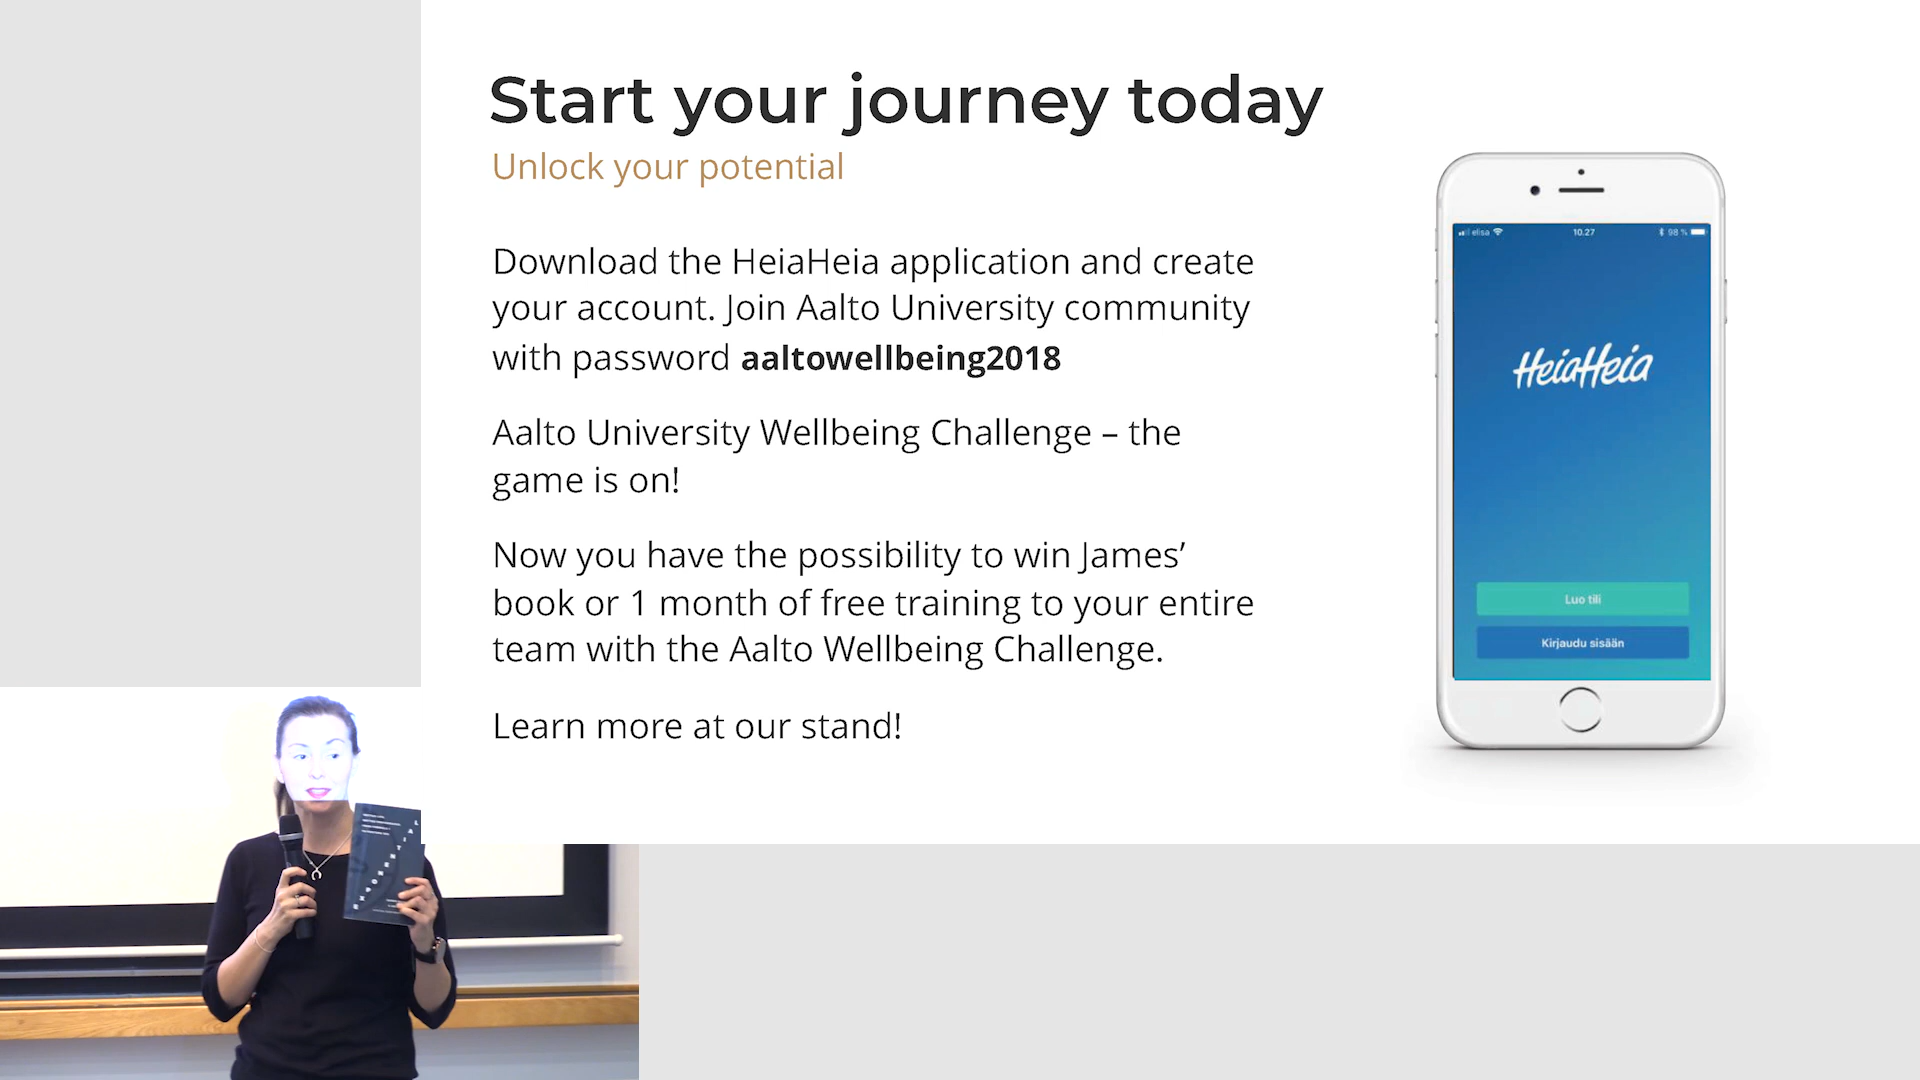 Start your journey today
Unlock your potential
Download the HeiaHeia application and create
your account. Join Aalto University community
with password aaltowellbeing2018
Aalto University Wellbeing Challenge – the
game is on!
Now you have the possibility to win James’
book or 1 month of free training to your entire
team with the Aalto Wellbeing Challenge.
Learn more at our stand!
elisa 10.27 98 %
HeiaHeia
Luo tili
Kirjaudu sisään